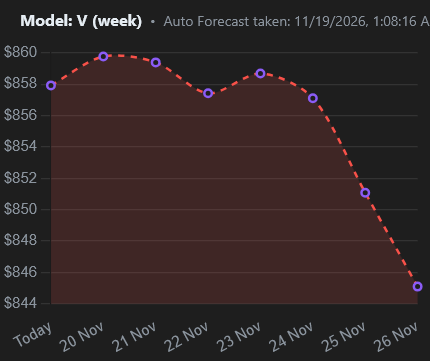 Model: V (week) • Auto Forecast taken: 11/19/2026, 1:08:16 A
$860
$858
$856
$854
$852
$850
$848
$846
$844
Today
20 Nov
21 Nov
22 Nov
23 Nov
24 Nov
25 Nov
26 Nov